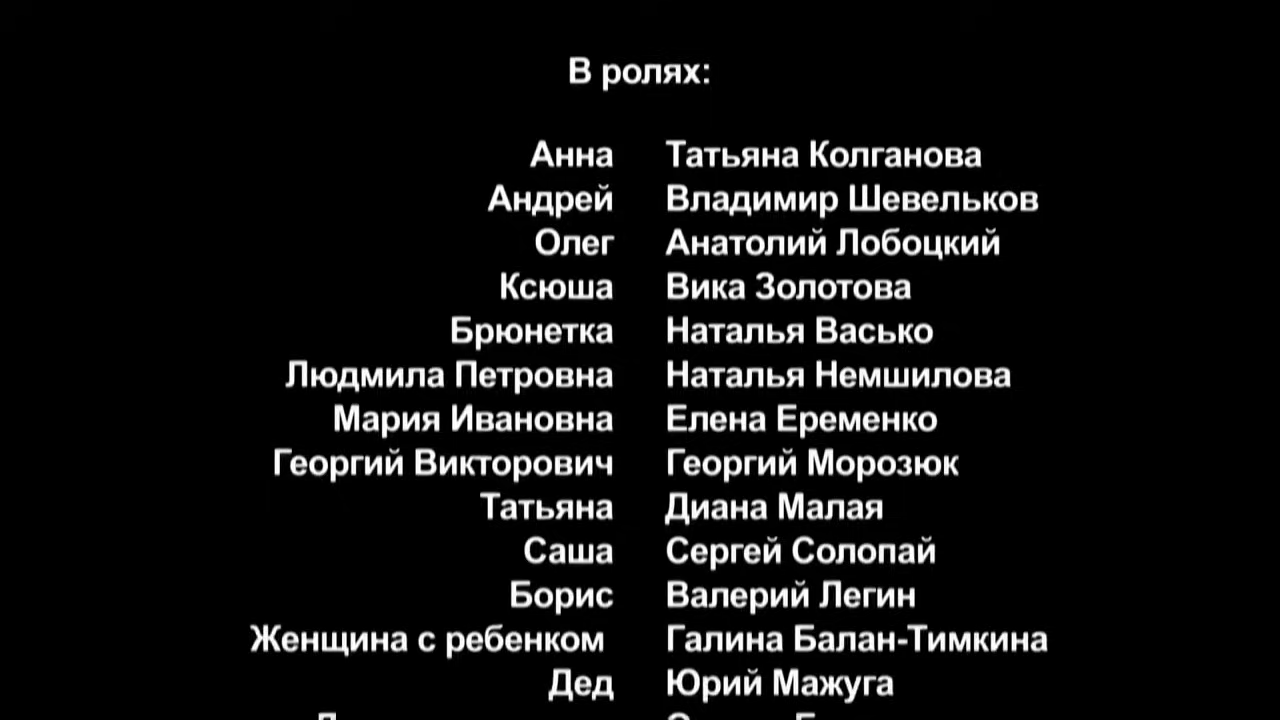 В ролях:
Анна Татьяна Колганова
Андрей Владимир Шевельков
Олег Анатолий Лобоцкий
Ксюша Вика Золотова
Брюнетка Наталья Васько
Людмила Петровна Наталья Немшилова
Мария Ивановна Елена Еременко
Георгий Викторович Георгий Морозюк
Татьяна Диана Малая
Саша Сергей Солопай
Борис Валерий Легин
Женщина с ребенком Галина Балан-Тимкина
Дед Юрий Мажуга